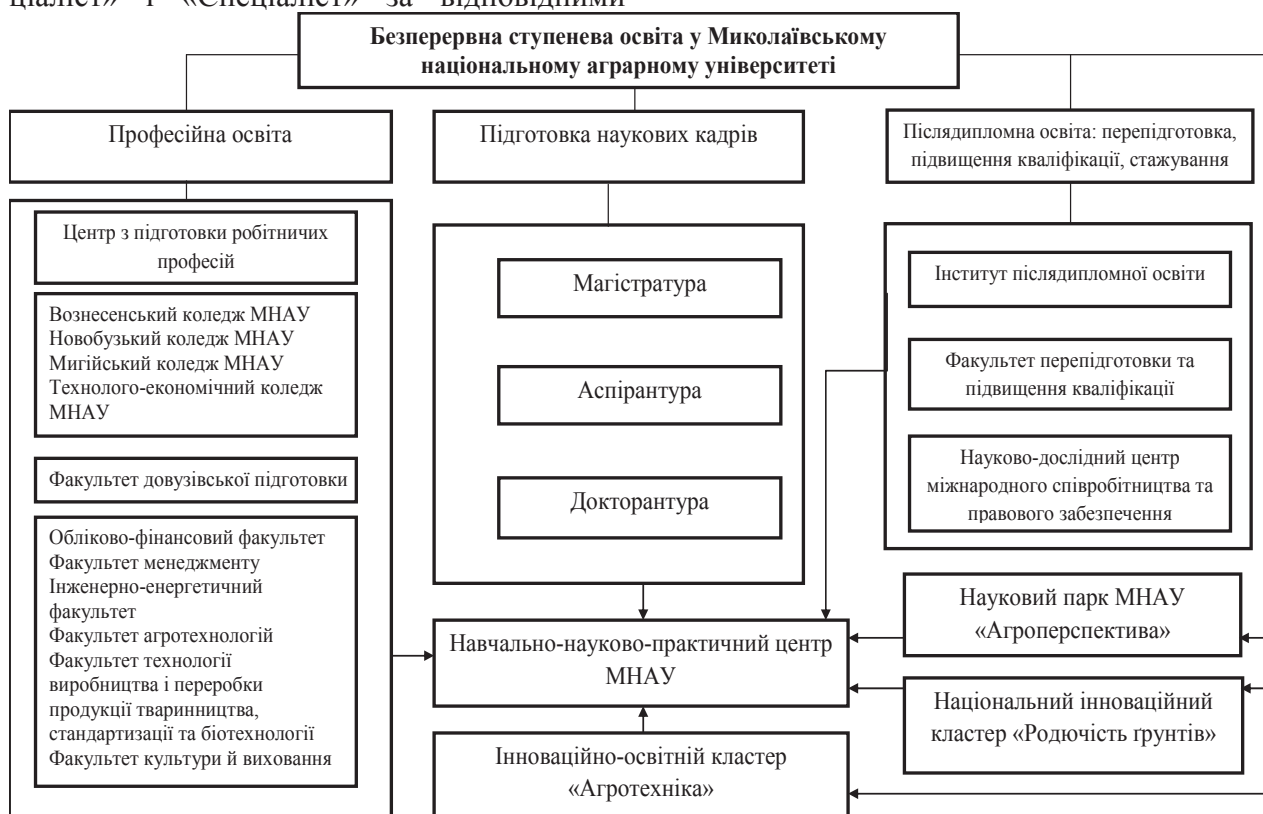 ціаліст» і «Спеціаліст» за відповідними
Безперервна ступенева освіта у Миколаївському
національному аграрному університеті
Професійна освіта
Підготовка наукових кадрів
Післядипломна освіта: перепідготовка,
підвищення кваліфікації, стажування
Центр з підготовки робітничих
професій
Вознесенський коледж МНАУ
Новобузький коледж МНАУ
Мигійський коледж МНАУ
Технолого-економічний коледж
МНАУ
Факультет довузівської підготовки
Обліково-фінансовий факультет
Факультет менеджменту
Інженерно-енергетичний
факультет
Факультет агротехнологій
Факультет технології
виробництва і переробки
продукції тваринництва,
стандартизації та біотехнології
Факультет культури й виховання
Магістратура
Аспірантура
Докторантура
Інститут післядипломної освіти
Факультет перепідготовки та
підвищення кваліфікації
Науково-дослідний центр
міжнародного співробітництва та
правового забезпечення
Навчально-науково-практичний центр
МНАУ
Інноваційно-освітній кластер
«Агротехніка»
Науковий парк МНАУ
«Агроперспектива»
Національний інноваційний
кластер «Родючість ґрунтів»